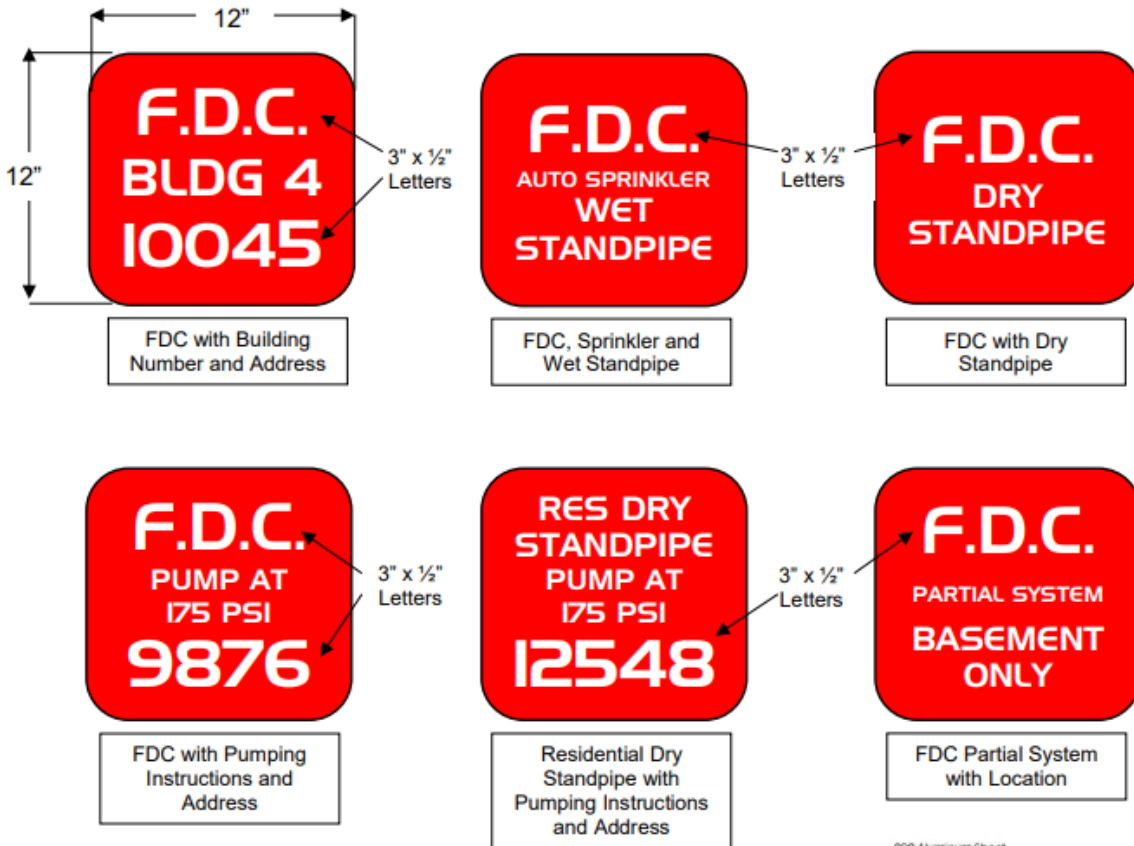 12”
12”
F.D.C.
BLDG 4
10045
3” x ½”
Letters
F.D.C.
AUTO SPRINKLER
WET
STANDPIPE
3” x ½”
Letters
F.D.C.
DRY
STANDPIPE
FDC with Building
Number and Address
FDC, Sprinkler and
Wet Standpipe
FDC with Dry
Standpipe
F.D.C.
PUMP AT
175 PSI
9876
3” x ½”
Letters
RES DRY
STANDPIPE
PUMP AT
175 PSI
12548
3” x ½”
Letters
F.D.C.
PARTIAL SYSTEM
BASEMENT
ONLY
FDC with Pumping
Instructions and
Address
Residential Dry
Standpipe with
Pumping Instructions
and Address
FDC Partial System
with Location